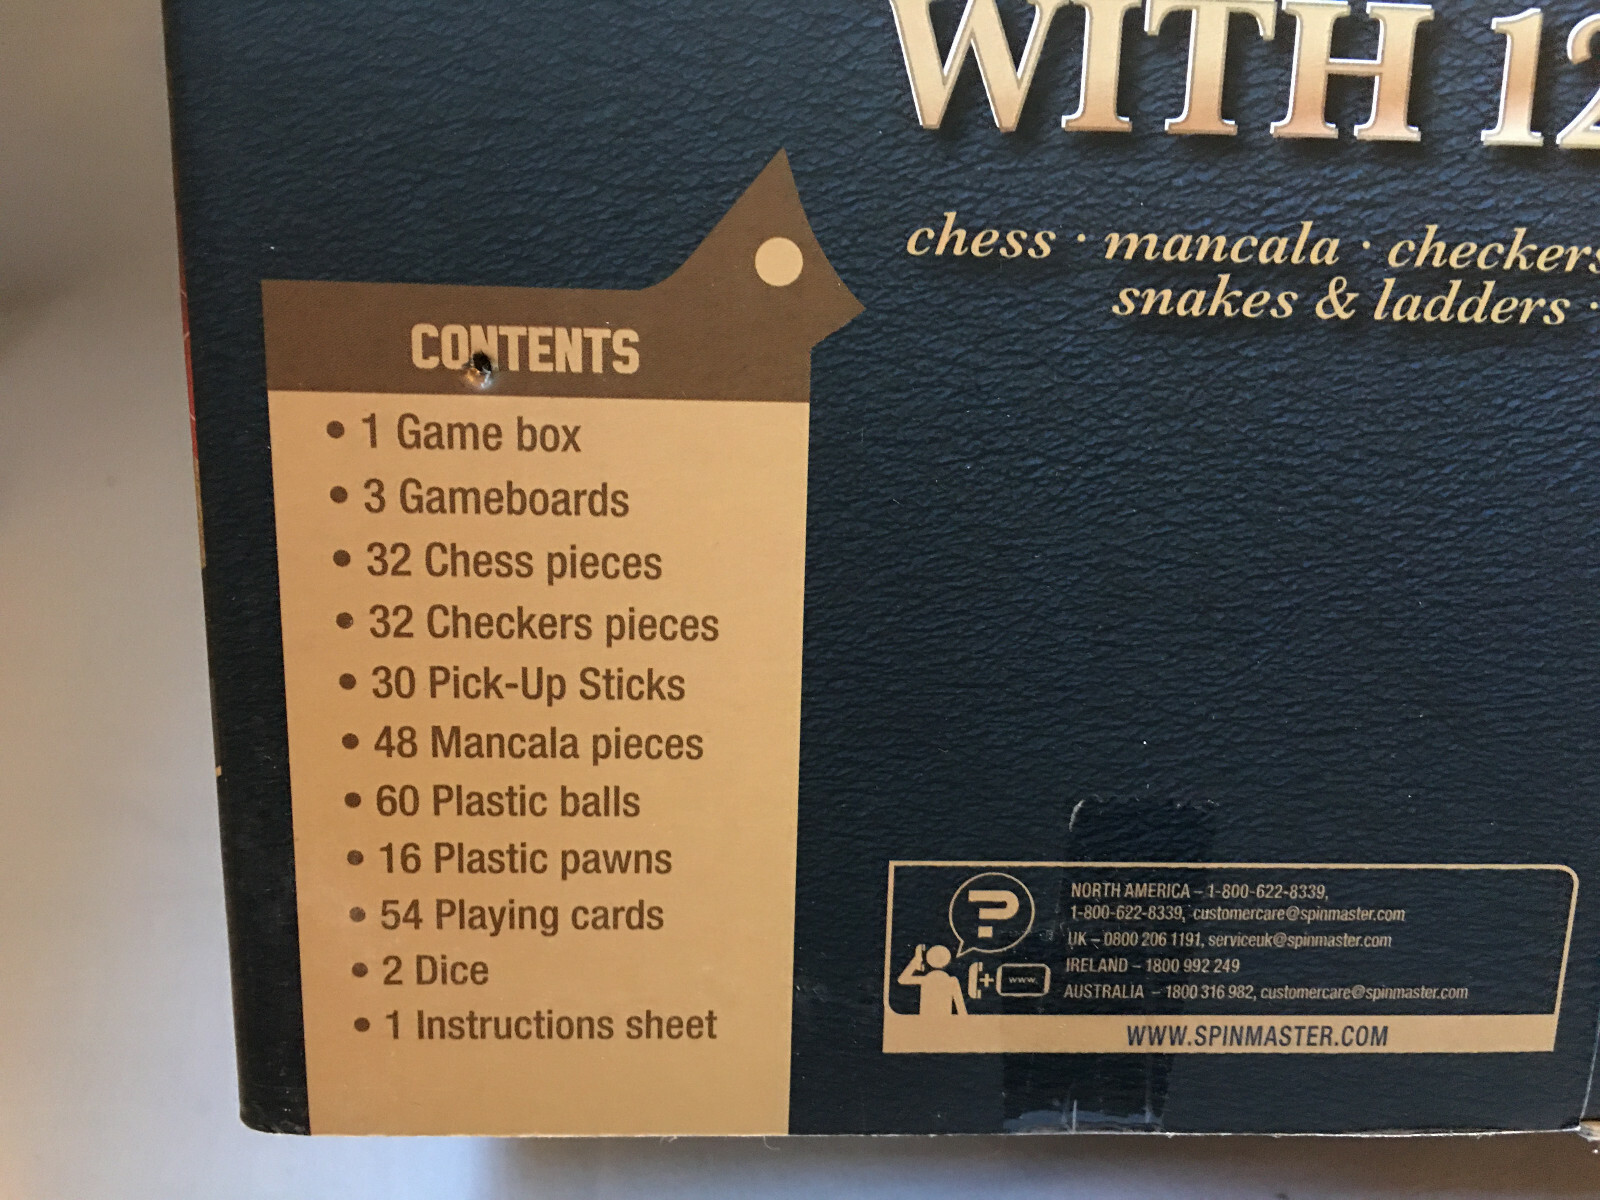 WITH 12
chess · mancala · checkers
snakes & ladders ·
CONTENTS
• 1 Game box
• 3 Gameboards
• 32 Chess pieces
• 32 Checkers pieces
• 30 Pick-Up Sticks
• 48 Mancala pieces
• 60 Plastic balls
• 16 Plastic pawns
• 54 Playing cards
• 2 Dice
• 1 Instructions sheet
?
www.
NORTH AMERICA – 1-800-622-8339,
1-800-622-8339, customercare@spinmaster.com
UK – 0800 206 1191, serviceuk@spinmaster.com
IRELAND – 1800 992 249
AUSTRALIA – 1800 316 982, customercare@spinmaster.com
WWW.SPINMASTER.COM